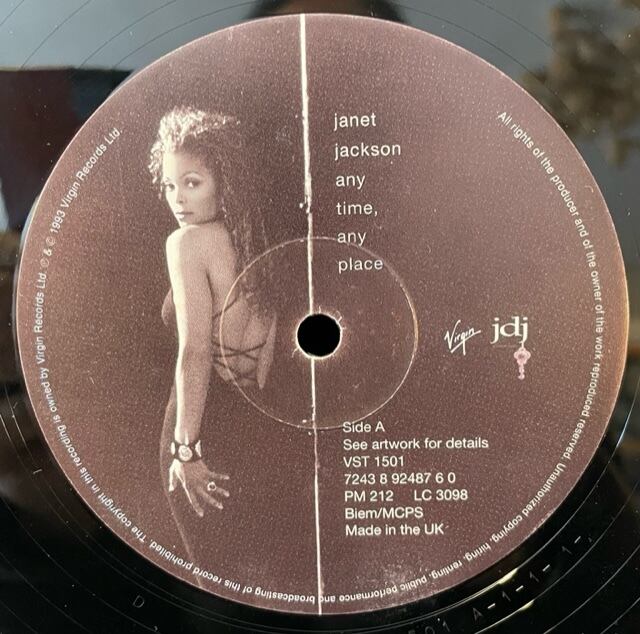 janet
jackson
any
time,
any
place
Virgin
jdj
Side A
See artwork for details
VST 1501
7243 8 92487 6 0
PM 212 LC 3098
Biem/MCPS
Made in the UK
All rights of the producer and of the owner of the work reproduced reserved. Unauthorized copying, hiring, renting, public performance and broadcasting of this record prohibited. The copyright in this recording is owned by Virgin Records Ltd. ℗ & © 1993 Virgin Records Ltd.
A-1-1-1-